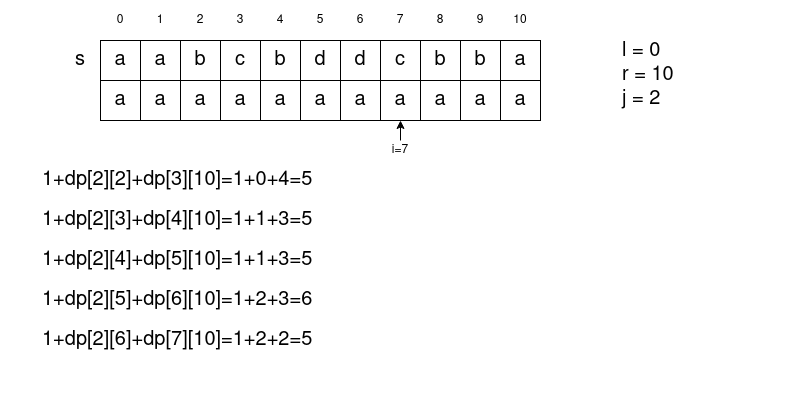 0 1 2 3 4 5 6 7 8 9 10
s a a b c b d d c b b a
a a a a a a a a a a a
l = 0
r = 10
j = 2
i=7
1+dp[2][2]+dp[3][10]=1+0+4=5
1+dp[2][3]+dp[4][10]=1+1+3=5
1+dp[2][4]+dp[5][10]=1+1+3=5
1+dp[2][5]+dp[6][10]=1+2+3=6
1+dp[2][6]+dp[7][10]=1+2+2=5